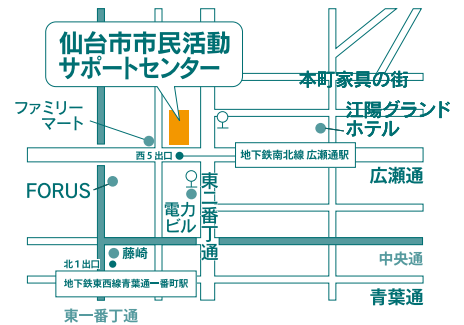 仙台市市民活動
サポートセンター
本町家具の街
ファミリー
マート
江陽グランド
ホテル
西5出口
地下鉄南北線 広瀬通駅
広瀬通
FORUS
東二番丁通
電力
ビル
藤崎
中央通
北1出口
地下鉄東西線青葉通一番町駅
青葉通
東一番丁通